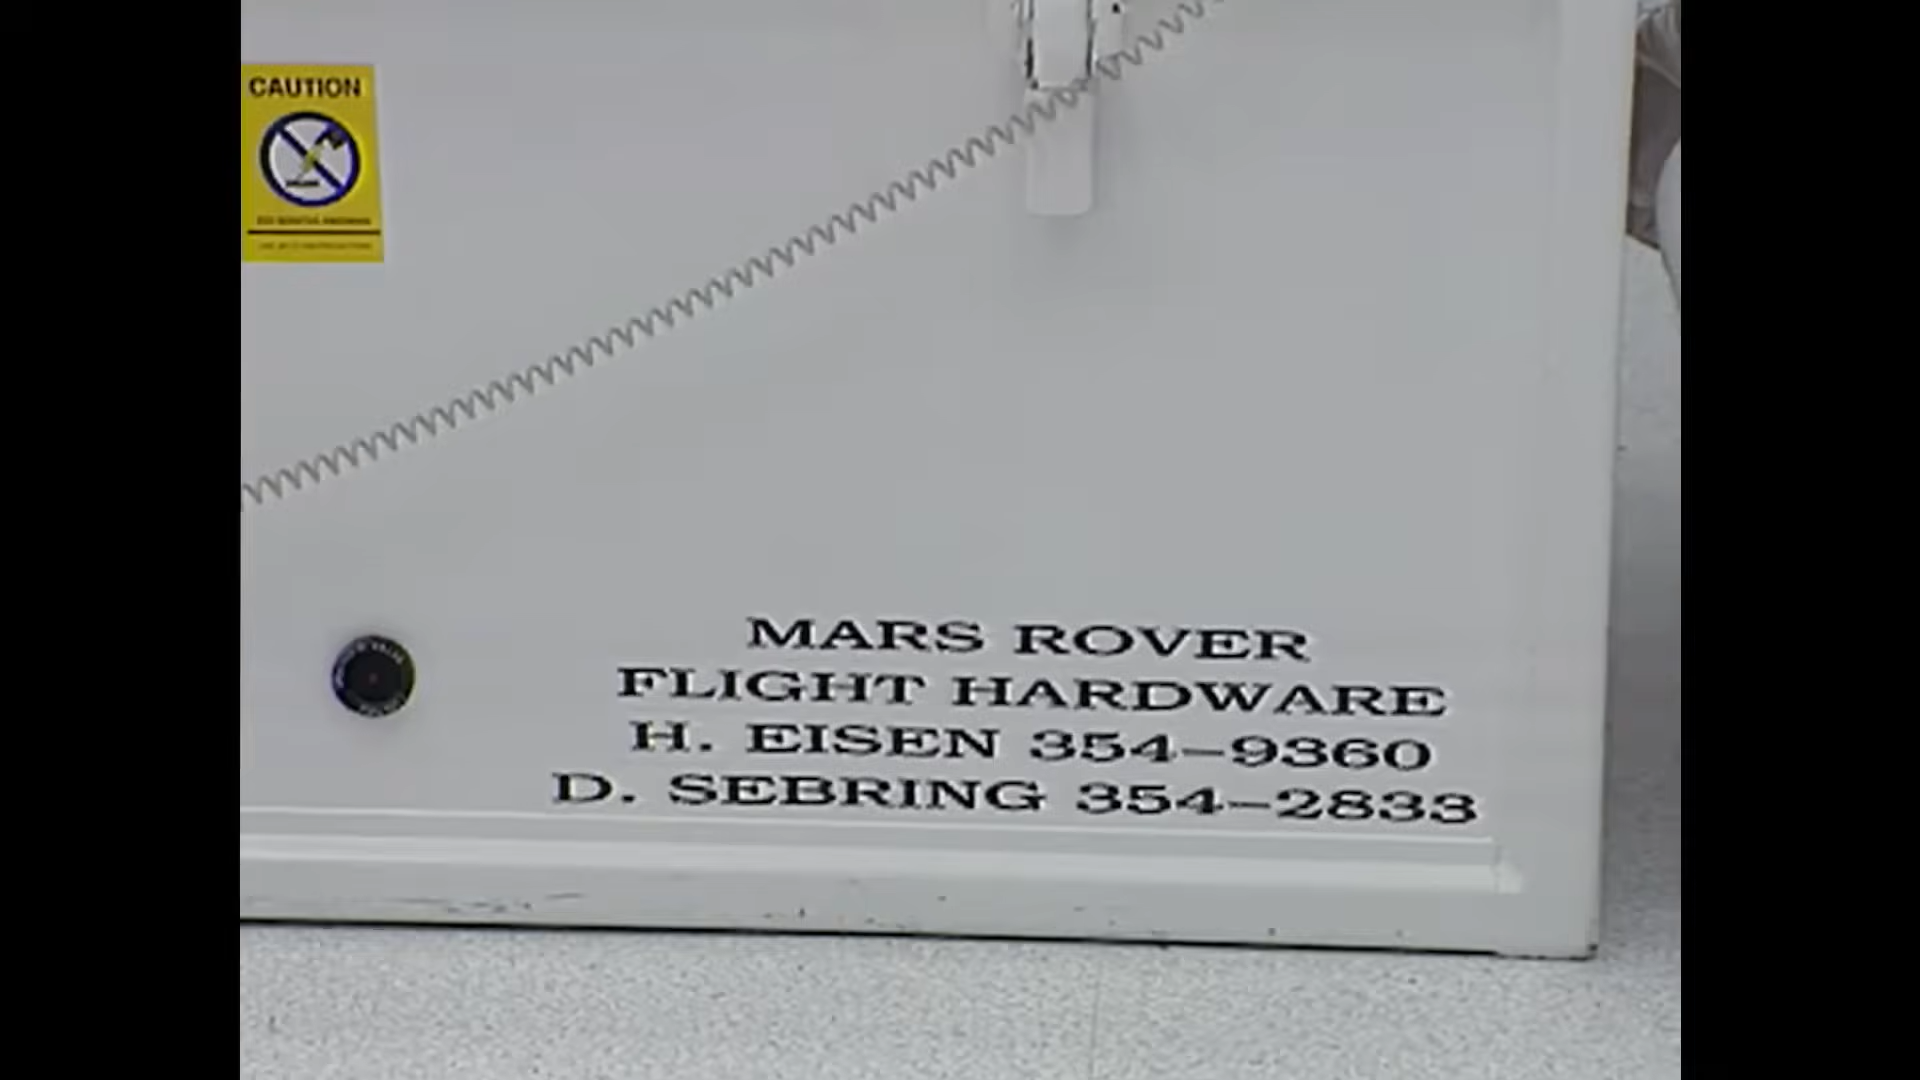 CAUTION
MARS ROVER
FLIGHT HARDWARE
H. EISEN 354-9360
D. SEBRING 354-2833